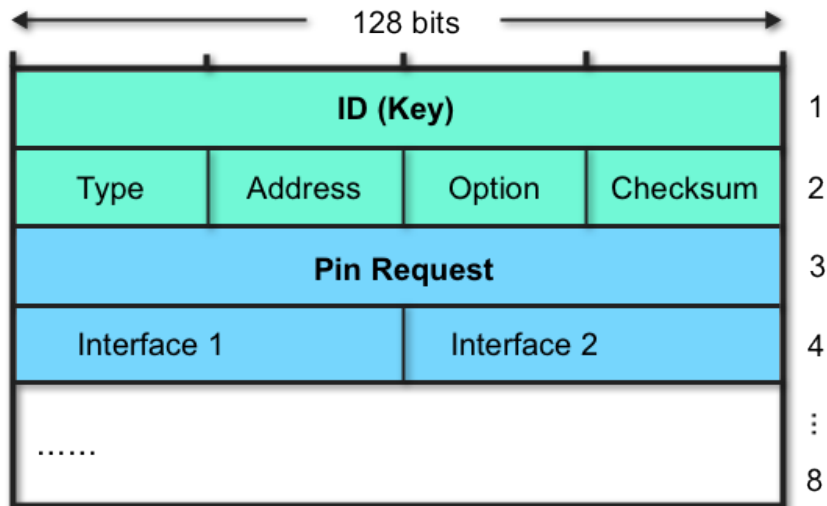 128 bits
ID (Key) 1
Type Address Option Checksum 2
Pin Request 3
Interface 1 Interface 2 4
...... ⋮
8